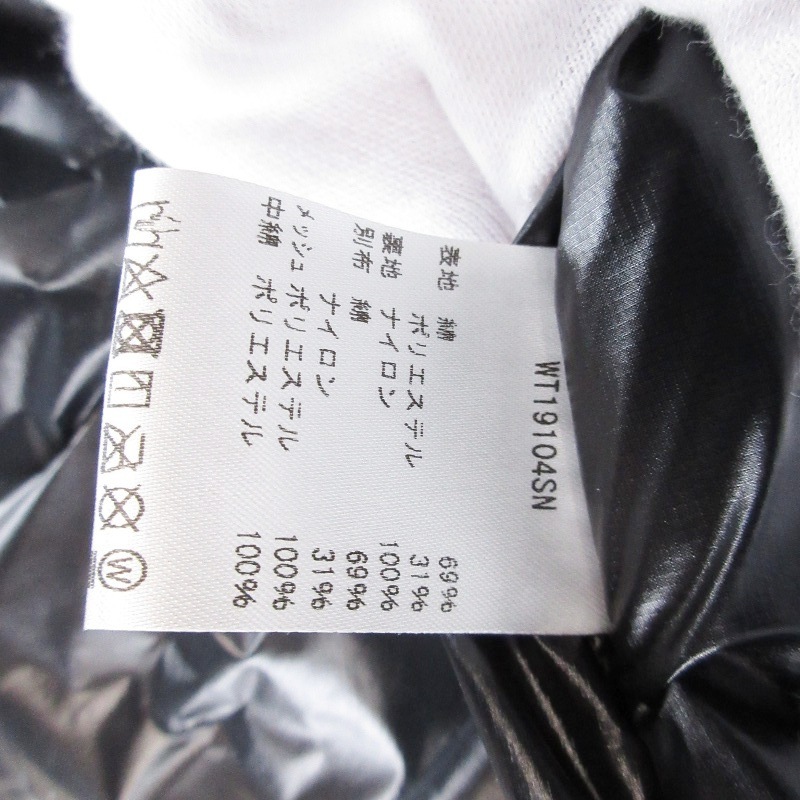 WT19104SN
表地 綿 69%
ポリエステル 31%
裏地 ナイロン 100%
別布 綿 69%
ナイロン 31%
メッシュ ポリエステル 100%
中綿 ポリエステル 100%
W